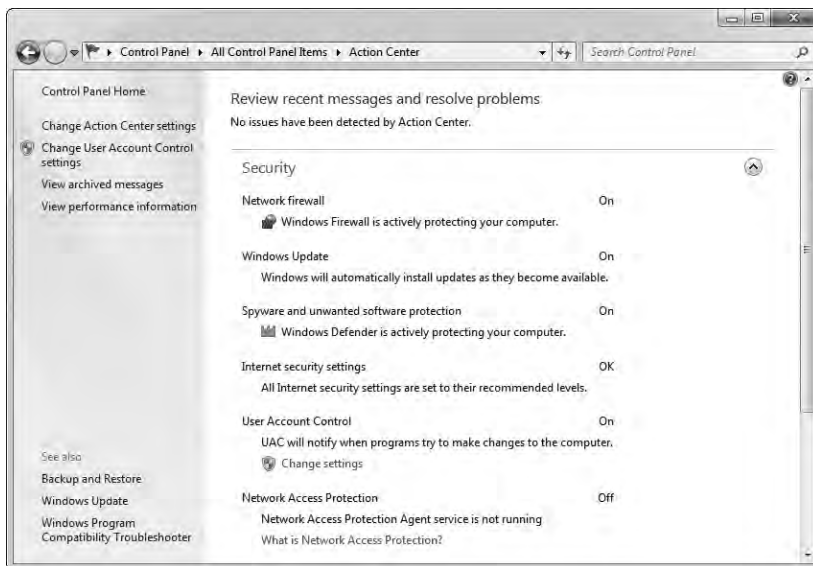 Control Panel ▸ All Control Panel Items ▸ Action Center
Search Control Panel
Control Panel Home
Change Action Center settings
Change User Account Control
settings
View archived messages
View performance information
See also
Backup and Restore
Windows Update
Windows Program
Compatibility Troubleshooter
Review recent messages and resolve problems
No issues have been detected by Action Center.
Security
Network firewall On
Windows Firewall is actively protecting your computer.
Windows Update On
Windows will automatically install updates as they become available.
Spyware and unwanted software protection On
Windows Defender is actively protecting your computer.
Internet security settings OK
All Internet security settings are set to their recommended levels.
User Account Control On
UAC will notify when programs try to make changes to the computer.
Change settings
Network Access Protection Off
Network Access Protection Agent service is not running
What is Network Access Protection?